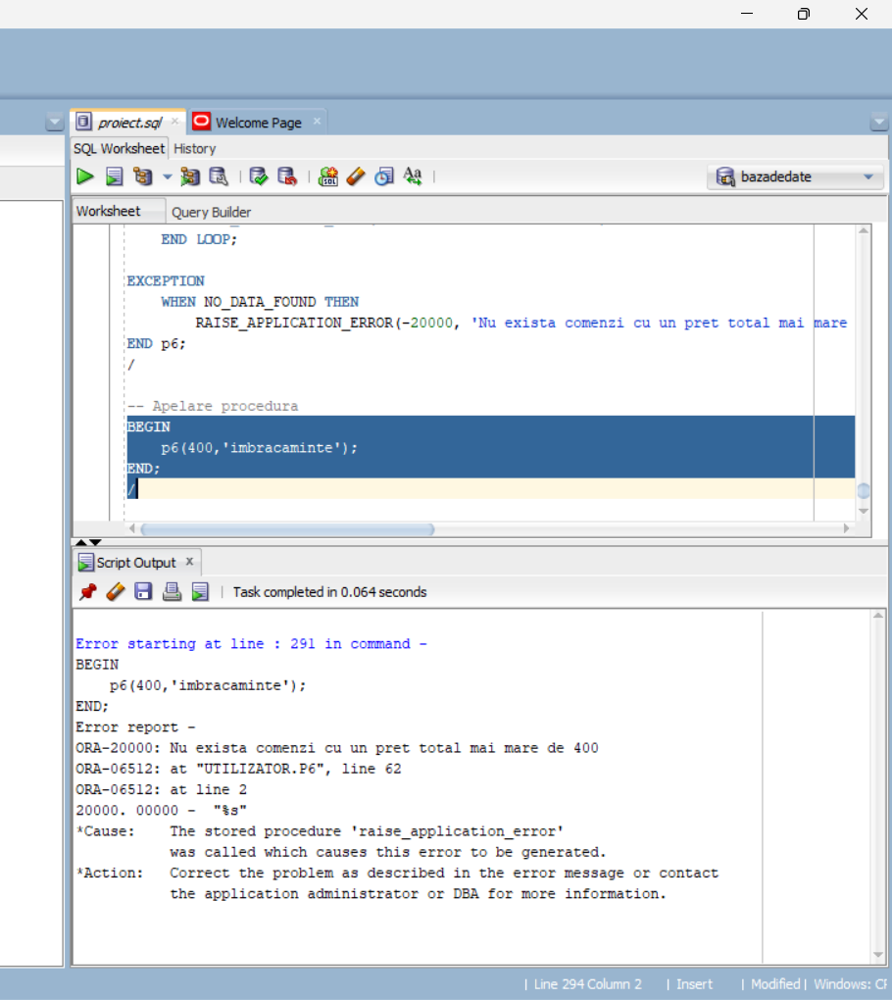 proiect.sql
Welcome Page
SQL Worksheet History
bazadedate
Worksheet Query Builder
END LOOP;
EXCEPTION
WHEN NO_DATA_FOUND THEN
RAISE_APPLICATION_ERROR(-20000, 'Nu exista comenzi cu un pret total mai mare
END p6;
/
-- Apelare procedura
BEGIN
p6(400,'imbracaminte');
END;
/
Script Output
Task completed in 0.064 seconds
Error starting at line : 291 in command -
BEGIN
p6(400,'imbracaminte');
END;
Error report -
ORA-20000: Nu exista comenzi cu un pret total mai mare de 400
ORA-06512: at "UTILIZATOR.P6", line 62
ORA-06512: at line 2
20000. 00000 - "%s"
*Cause: The stored procedure 'raise_application_error'
was called which causes this error to be generated.
*Action: Correct the problem as described in the error message or contact
the application administrator or DBA for more information.
| Line 294 Column 2 | Insert | Modified | Windows: